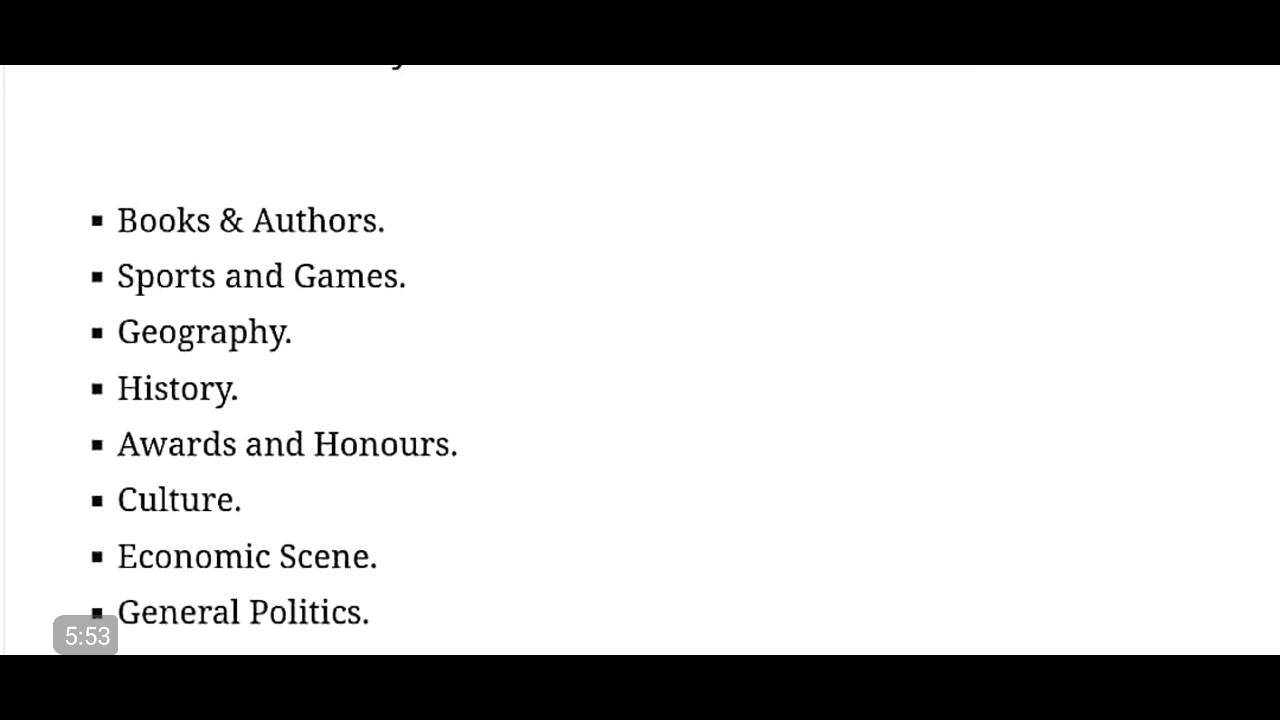 Books & Authors.
Sports and Games.
Geography.
History.
Awards and Honours.
Culture.
Economic Scene.
General Politics.
5:53